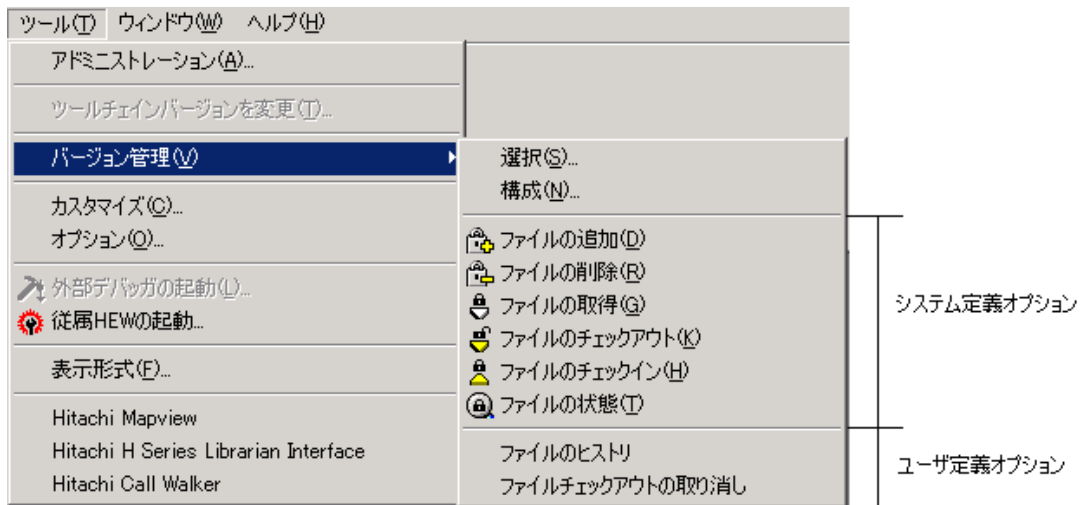 ツール(T) ウィンドウ(W) ヘルプ(H)
アドミニストレーション(A)...
ツールチェインバージョンを変更(T)...
バージョン管理(V)
カスタマイズ(C)...
オプション(O)...
外部デバッガの起動(L)...
従属HEWの起動...
表示形式(F)...
Hitachi Mapview
Hitachi H Series Librarian Interface
Hitachi Call Walker
選択(S)...
構成(N)...
ファイルの追加(D)
ファイルの削除(R)
ファイルの取得(G)
ファイルのチェックアウト(K)
ファイルのチェックイン(H)
ファイルの状態(T)
ファイルのヒストリ
ファイルチェックアウトの取り消し
システム定義オプション
ユーザ定義オプション